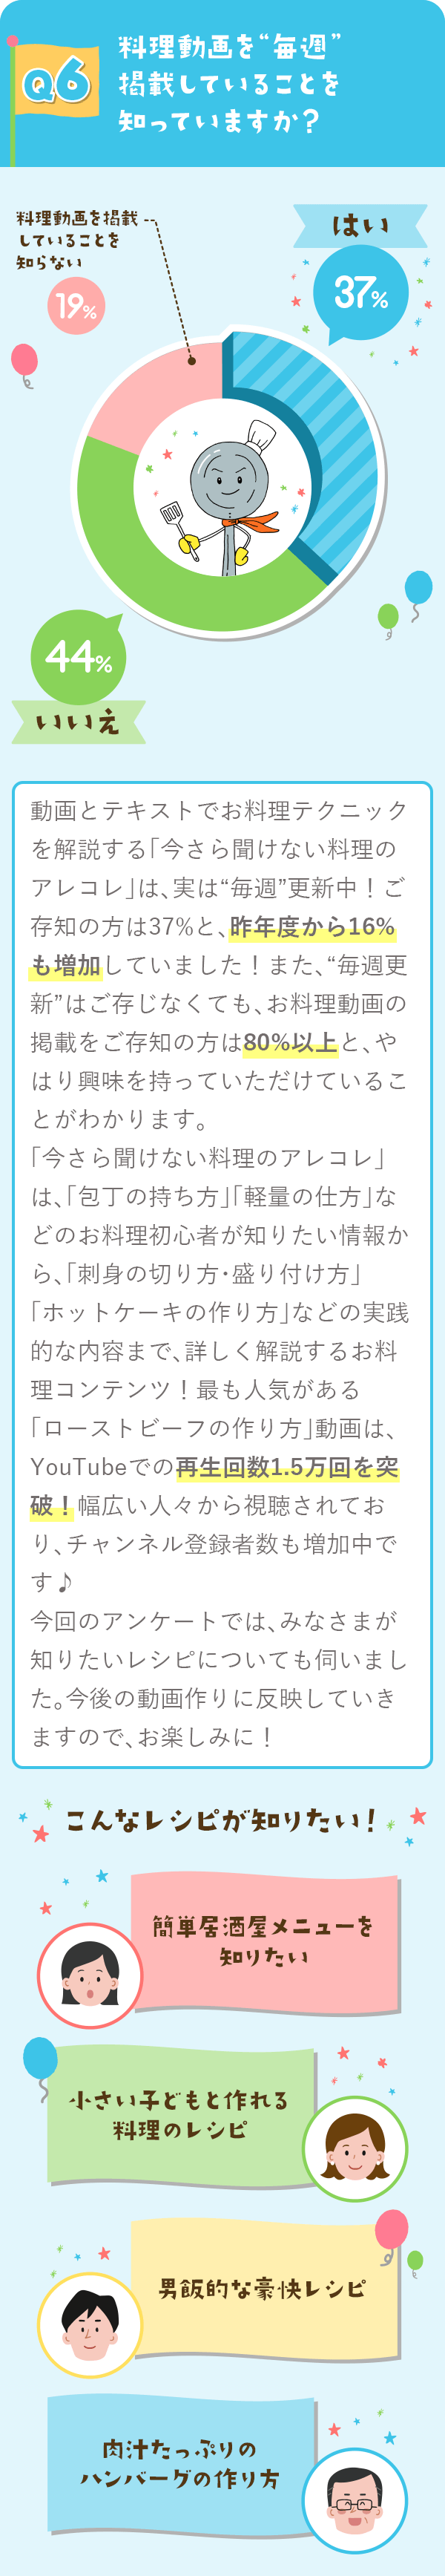 Q6
料理動画を“毎週”
掲載していることを
知っていますか？
料理動画を掲載
していることを
知らない
19%
はい
37%
44%
いいえ
動画とテキストでお料理テクニック
を解説する「今さら聞けない料理の
アレコレ」は、実は“毎週”更新中！ご
存知の方は37%と、昨年度から16%
も増加していました！また、“毎週更
新”はご存じなくても、お料理動画の
掲載をご存知の方は80%以上と、や
はり興味を持っていただけているこ
とがわかります。
「今さら聞けない料理のアレコレ」
は、「包丁の持ち方」「軽量の仕方」な
どのお料理初心者が知りたい情報か
ら、「刺身の切り方･盛り付け方」
「ホットケーキの作り方」などの実践
的な内容まで、詳しく解説するお料
理コンテンツ！最も人気がある
「ローストビーフの作り方」動画は、
YouTubeでの再生回数1.5万回を突
破！幅広い人々から視聴されてお
り、チャンネル登録者数も増加中で
す♪
今回のアンケートでは、みなさまが
知りたいレシピについても伺いまし
た。今後の動画作りに反映していき
ますので、お楽しみに！
こんなレシピが知りたい！
簡単居酒屋メニューを
知りたい
小さい子どもと作れる
料理のレシピ
男飯的な豪快レシピ
肉汁たっぷりの
ハンバーグの作り方